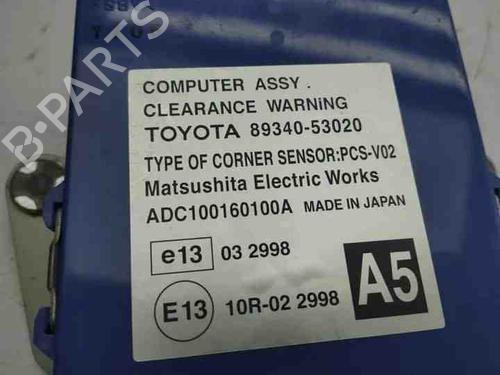 COMPUTER ASSY.
CLEARANCE WARNING
TOYOTA 89340-53020
TYPE OF CORNER SENSOR:PCS-V02
Matsushita Electric Works
ADC100160100A MADE IN JAPAN
e13 03 2998
E13 10R-02 2998
A5
B-PARTS